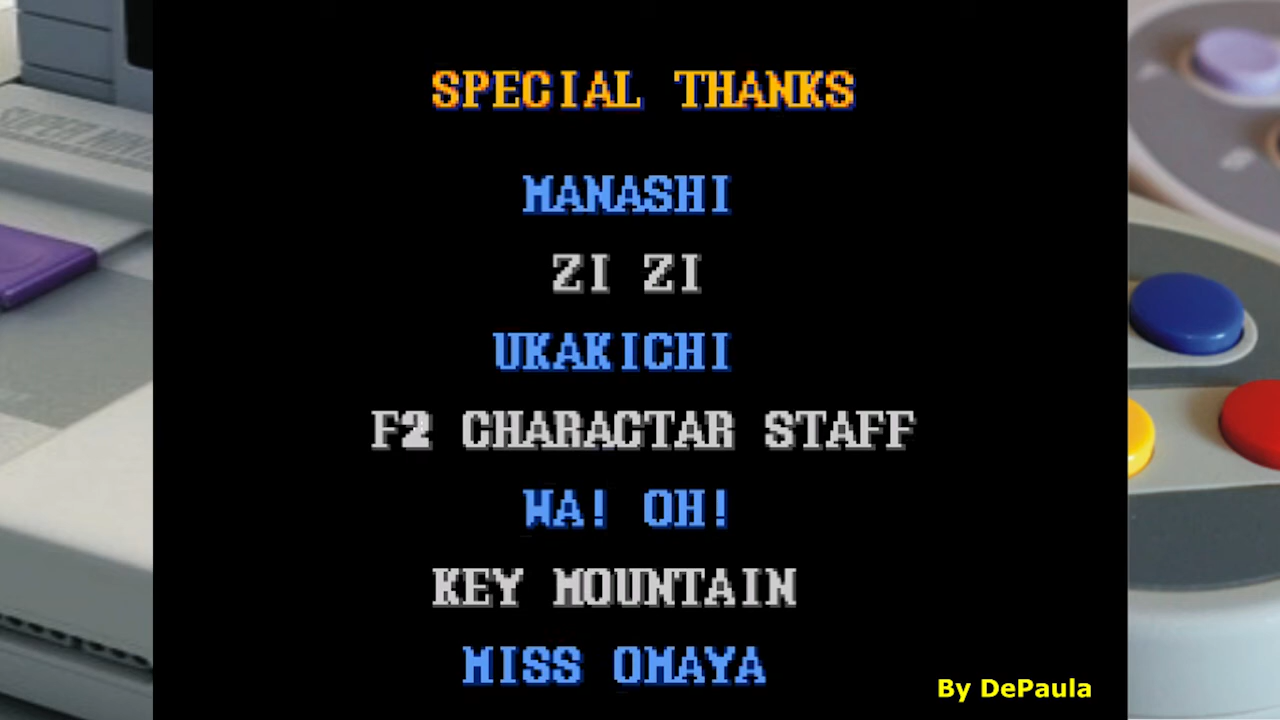 SPECIAL THANKS
MANASHI
ZI ZI
UKAKICHI
F2 CHARACTAR STAFF
WA! OH!
KEY MOUNTAIN
MISS OMAYA
By DePaula